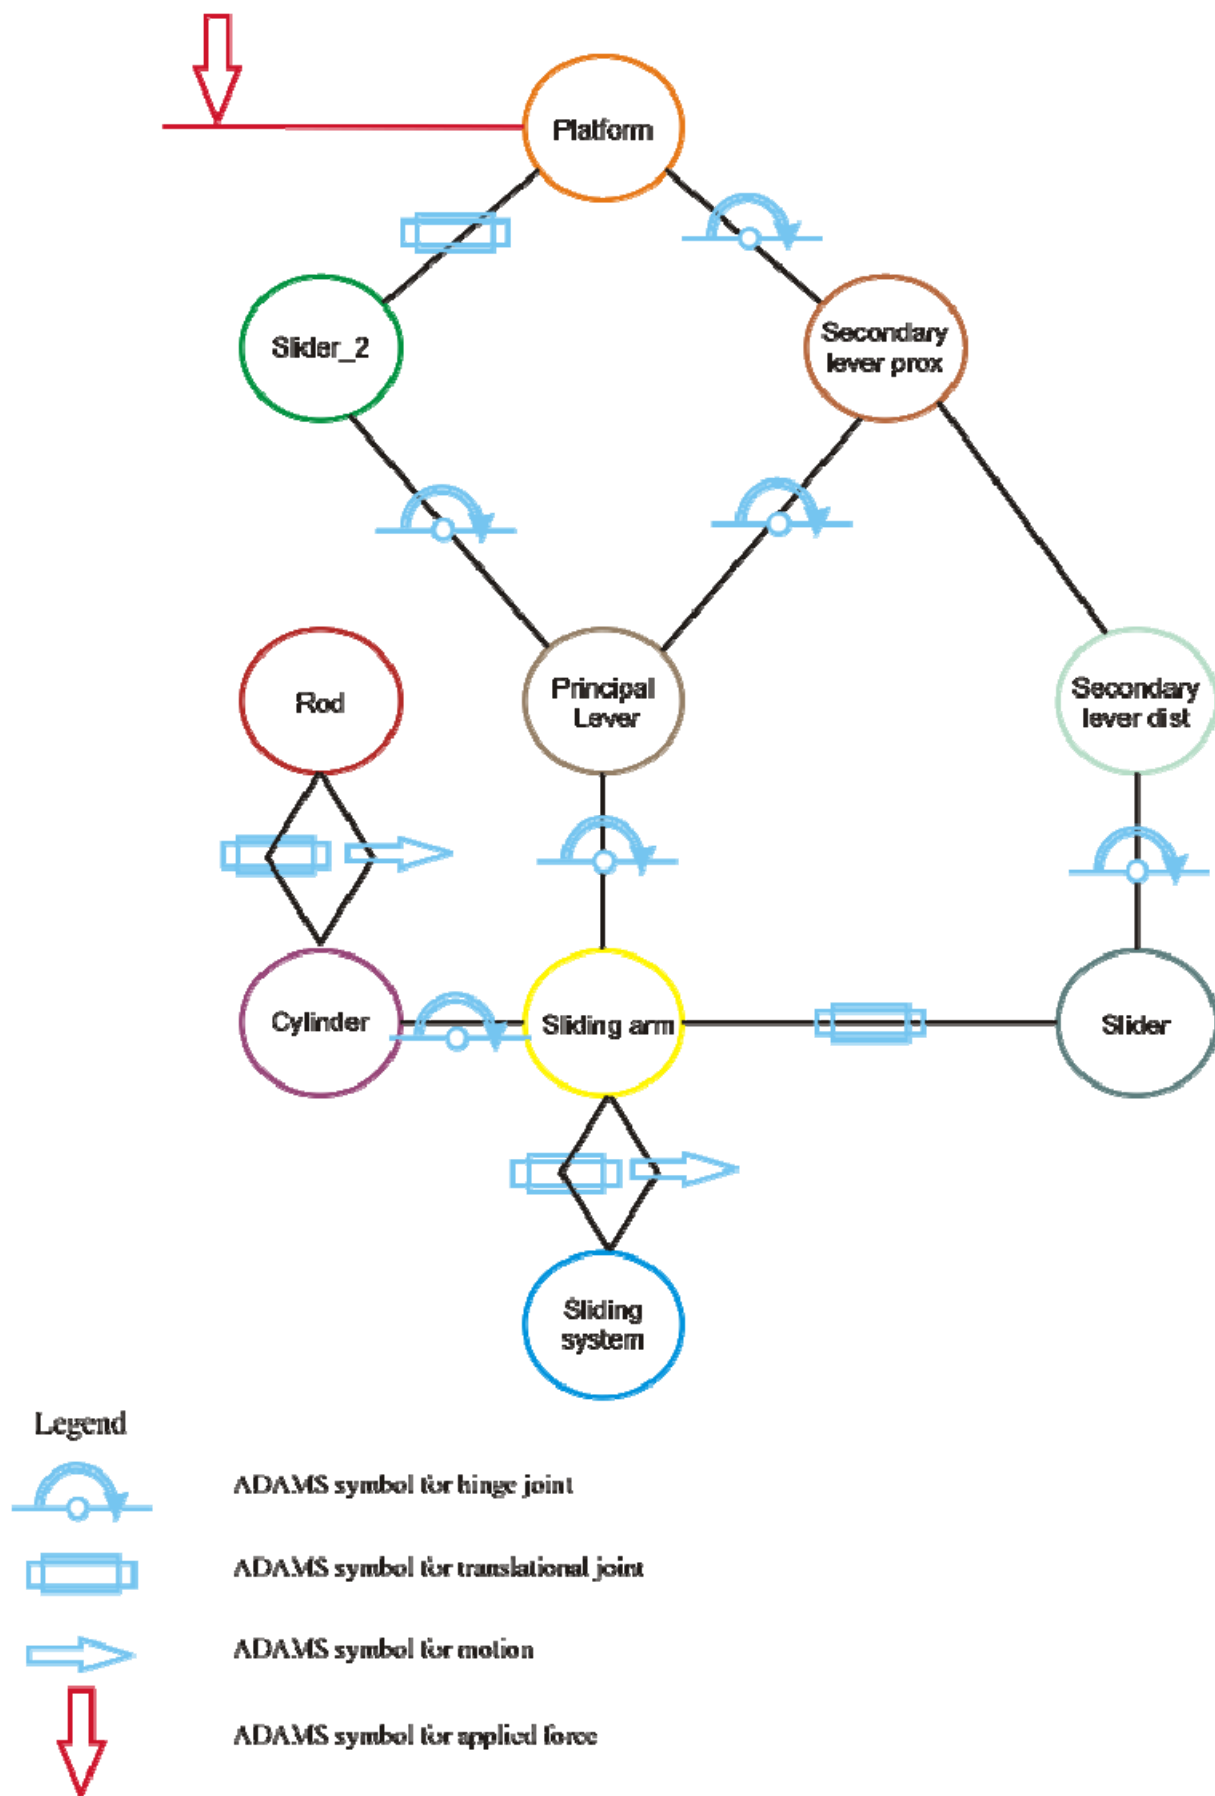 Platform
Slider_2
Secondary
lever prox
Rod
Principal
Lever
Secondary
lever dist
Cylinder
Sliding arm
Slider
Sliding
system
Legend
ADAMS symbol for hinge joint
ADAMS symbol for translational joint
ADAMS symbol for motion
ADAMS symbol for applied force